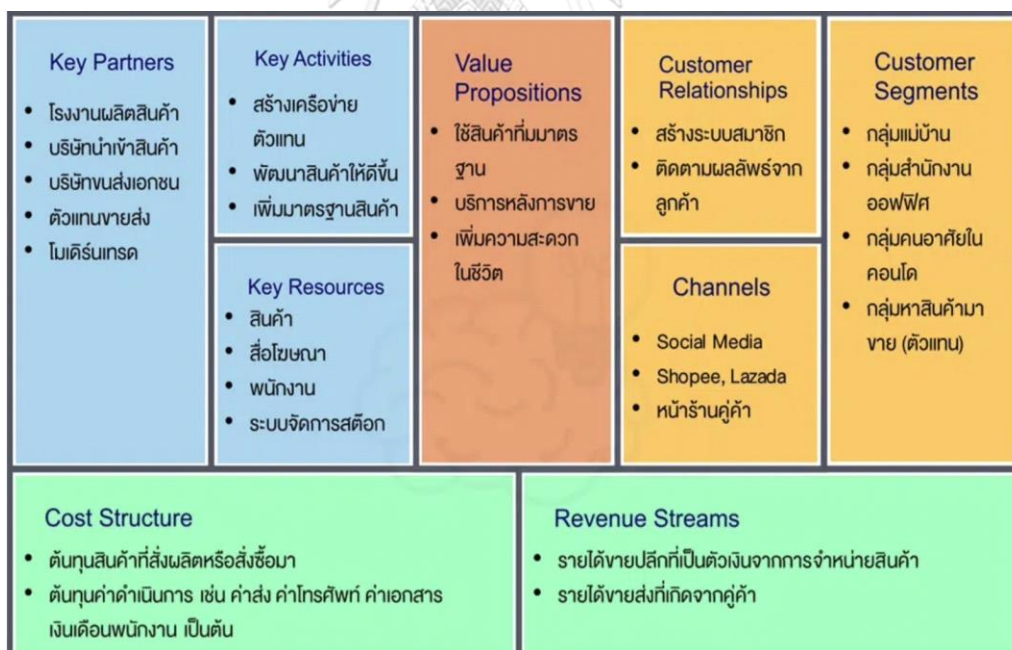 Key Partners
• โรงงานผลิตสินค้า
• บริษัทนำเข้าสินค้า
• บริษัทขนส่งเอกชน
• ตัวแทนขายส่ง
• โมเดิร์นเทรด
Key Activities
• สร้างเครือข่าย
ตัวแทน
• พัฒนาสินค้าให้ดีขึ้น
• เพิ่มมาตรฐานสินค้า
Key Resources
• สินค้า
• สื่อโฆษณา
• พนักงาน
• ระบบจัดการสต๊อก
Value
Propositions
• ใช้สินค้าที่มมาตร
ฐาน
• บริการหลังการขาย
• เพิ่มความสะดวก
ในชีวิต
Customer
Relationships
• สร้างระบบสมาชิก
• ติดตามผลลัพธ์จาก
ลูกค้า
Channels
• Social Media
• Shopee, Lazada
• หน้าร้านคู่ค้า
Customer
Segments
• กลุ่มแม่บ้าน
• กลุ่มสำนักงาน
ออฟฟิศ
• กลุ่มคนอาศัยใน
คอนโด
• กลุ่มหาสินค้ามา
ขาย (ตัวแทน)
Cost Structure
• ต้นทุนสินค้าที่สั่งผลิตหรือสั่งซื้อมา
• ต้นทุนค่าดำเนินการ เช่น ค่าส่ง ค่าโทรศัพท์ ค่าเอกสาร
เงินเดือนพนักงาน เป็นต้น
Revenue Streams
• รายได้ขายปลีกที่เป็นตัวเงินจากการจำหน่ายสินค้า
• รายได้ขายส่งที่เกิดจากคู่ค้า